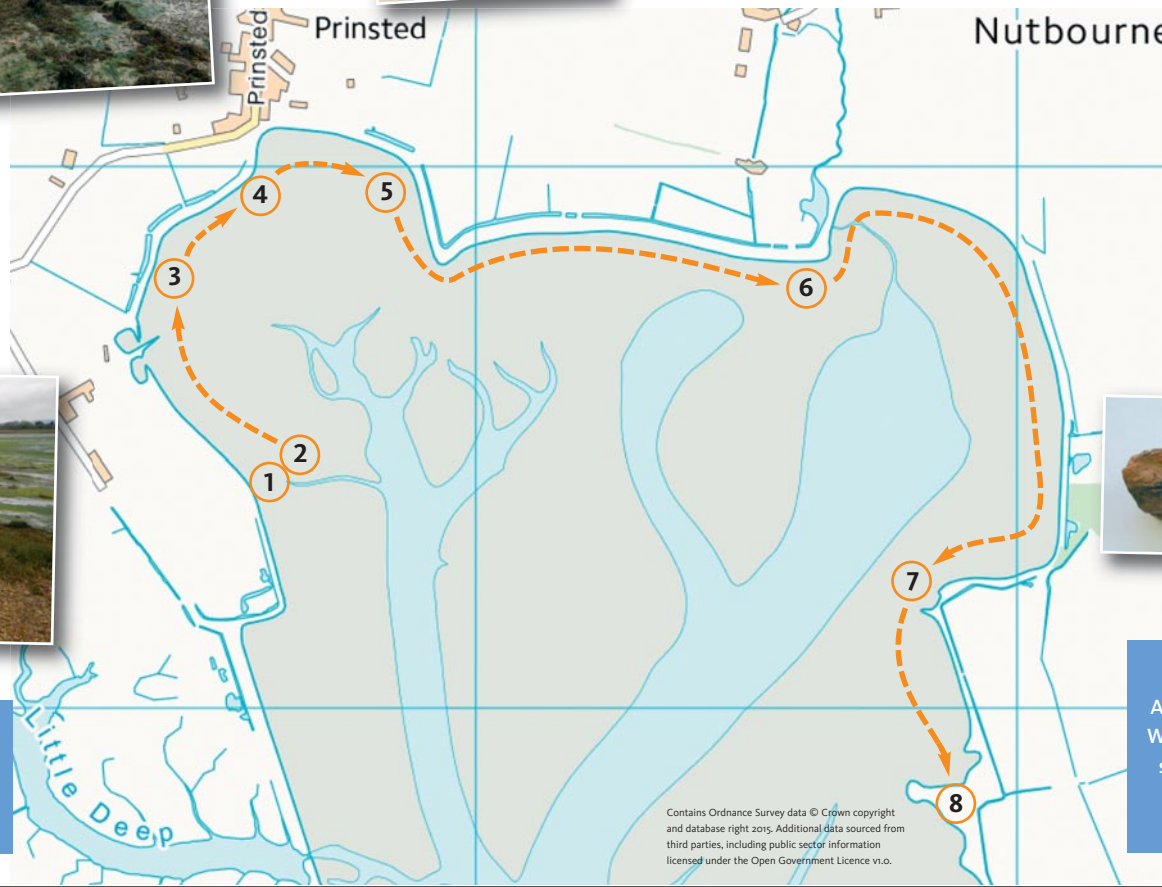 Prinsted
Prinsted
Nutbourne
4
5
3
6
2
1
7
8
Little Deep
Contains Ordnance Survey data © Crown copyright
and database right 2015. Additional data sourced from
third parties, including public sector information
licensed under the Open Government Licence v1.0.
A
W
s